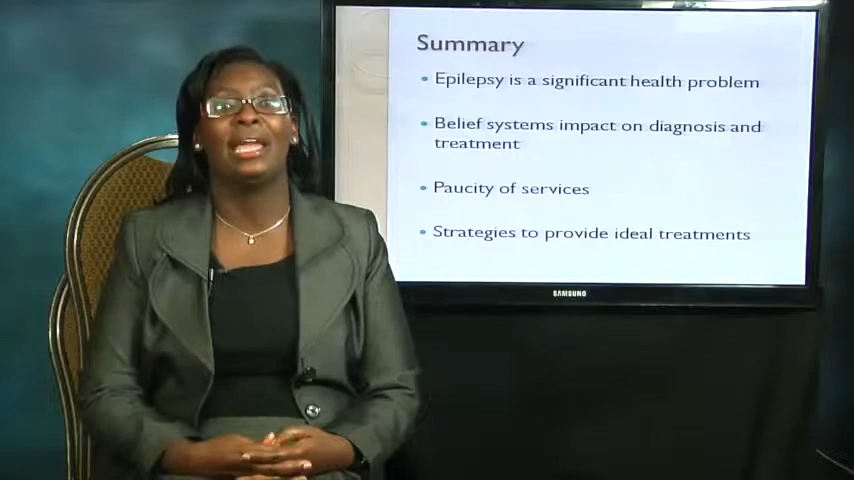 Summary
• Epilepsy is a significant health problem
• Belief systems impact on diagnosis and
treatment
• Paucity of services
• Strategies to provide ideal treatments
SAMSUNG